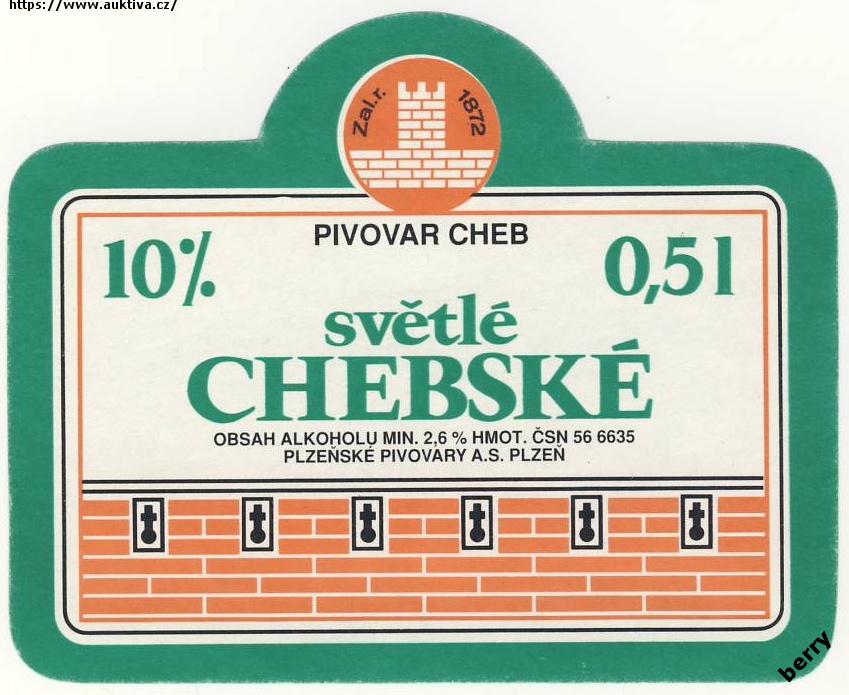 https://www.auktiva.cz/
Zal.r. 1872
PIVOVAR CHEB
10%
0,5 l
světlé
CHEBSKÉ
OBSAH ALKOHOLU MIN. 2,6 % HMOT. ČSN 56 6635
PLZEŇSKÉ PIVOVARY A.S. PLZEŇ
berry